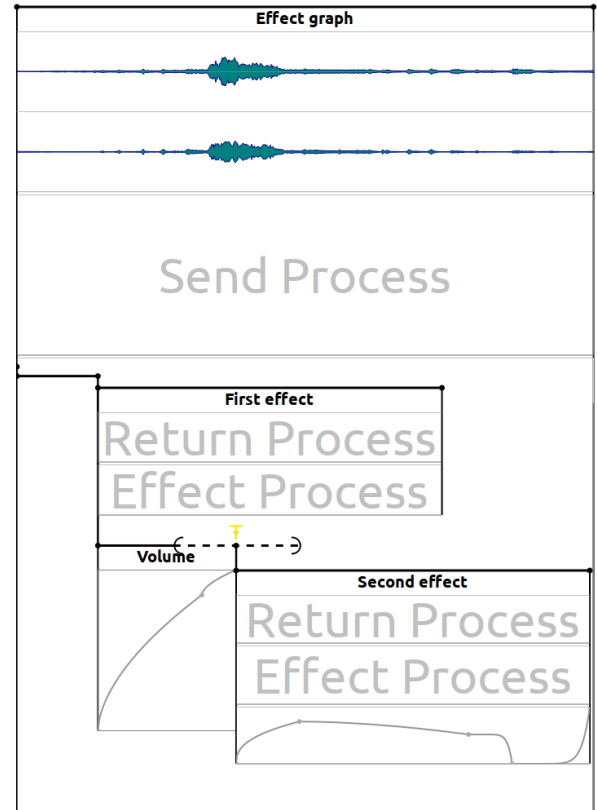 Effect graph
Send Process
First effect
Return Process
Effect Process
Volume
Second effect
Return Process
Effect Process